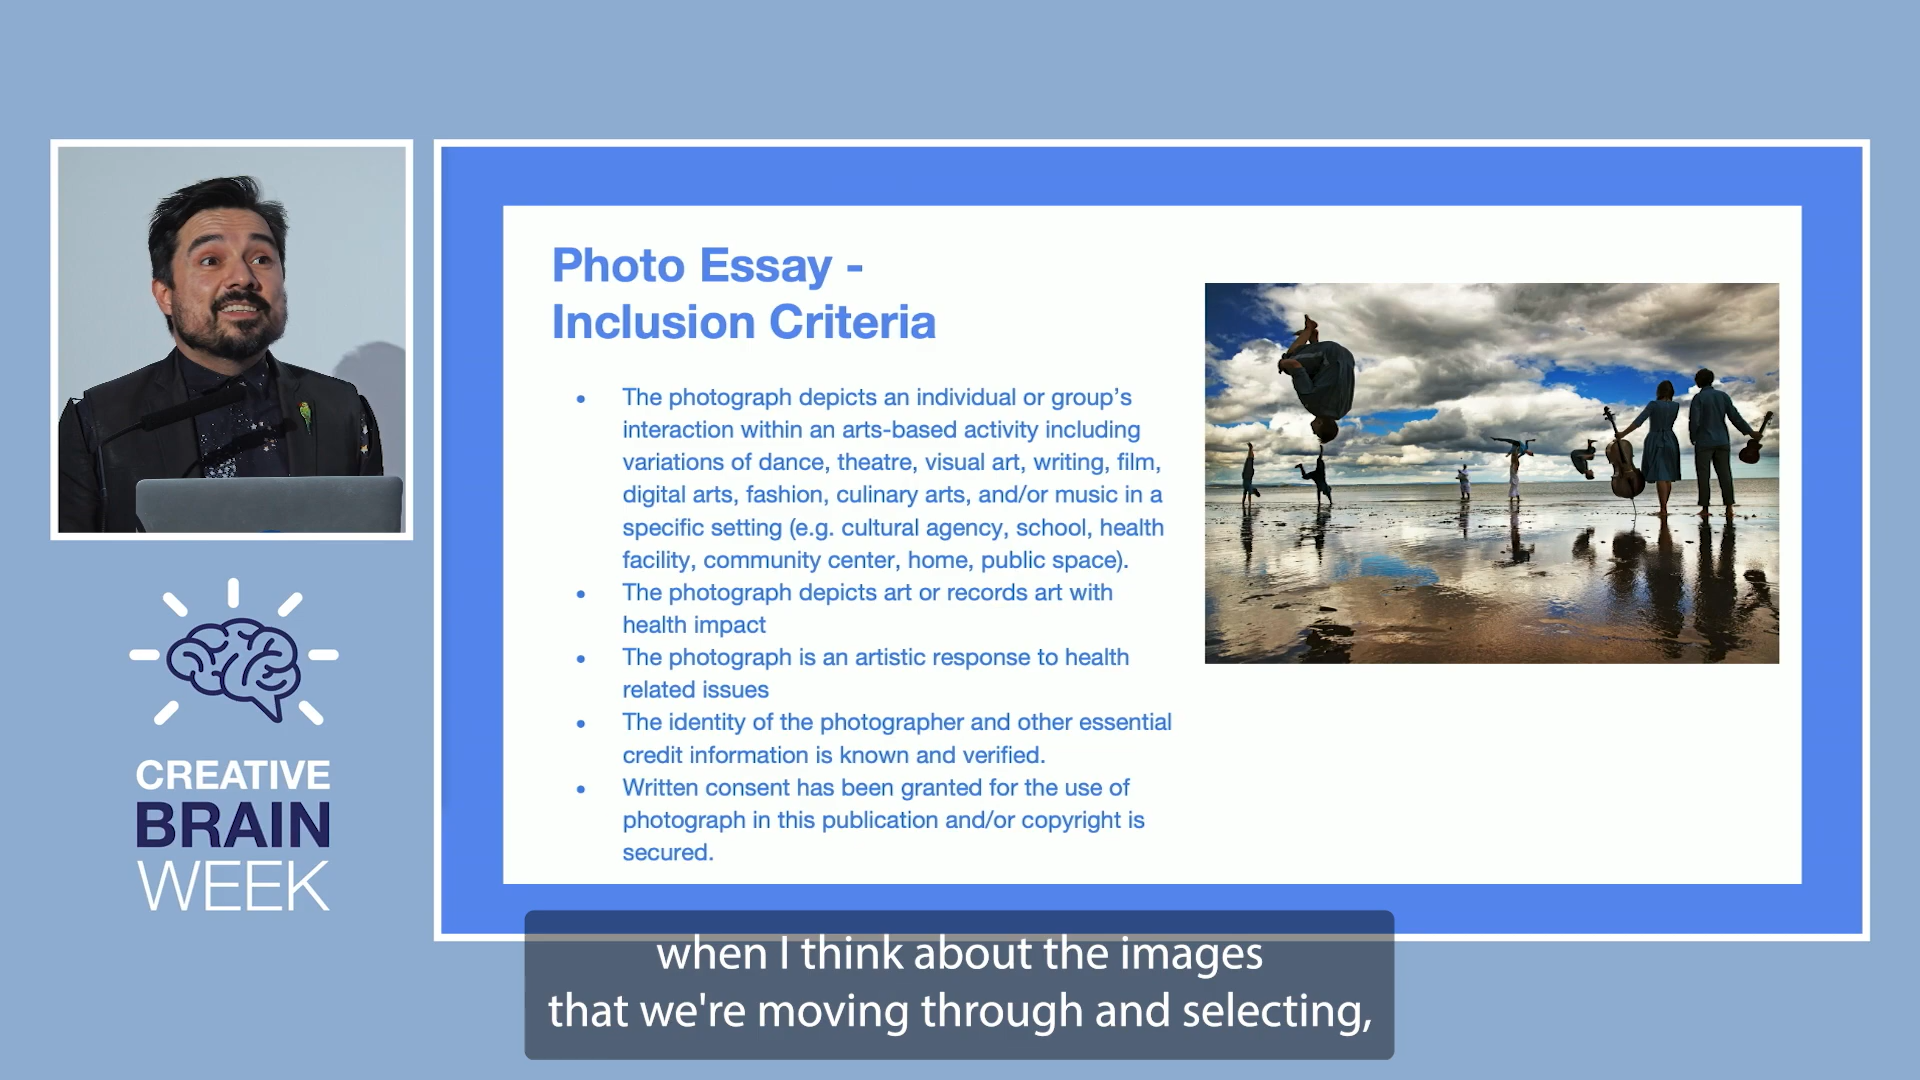 Photo Essay -
Inclusion Criteria
• The photograph depicts an individual or group’s
interaction within an arts-based activity including
variations of dance, theatre, visual art, writing, film,
digital arts, fashion, culinary arts, and/or music in a
specific setting (e.g. cultural agency, school, health
facility, community center, home, public space).
• The photograph depicts art or records art with
health impact
• The photograph is an artistic response to health
related issues
• The identity of the photographer and other essential
credit information is known and verified.
• Written consent has been granted for the use of
photograph in this publication and/or copyright is
secured.
CREATIVE
BRAIN
WEEK
when I think about the images
that we're moving through and selecting,